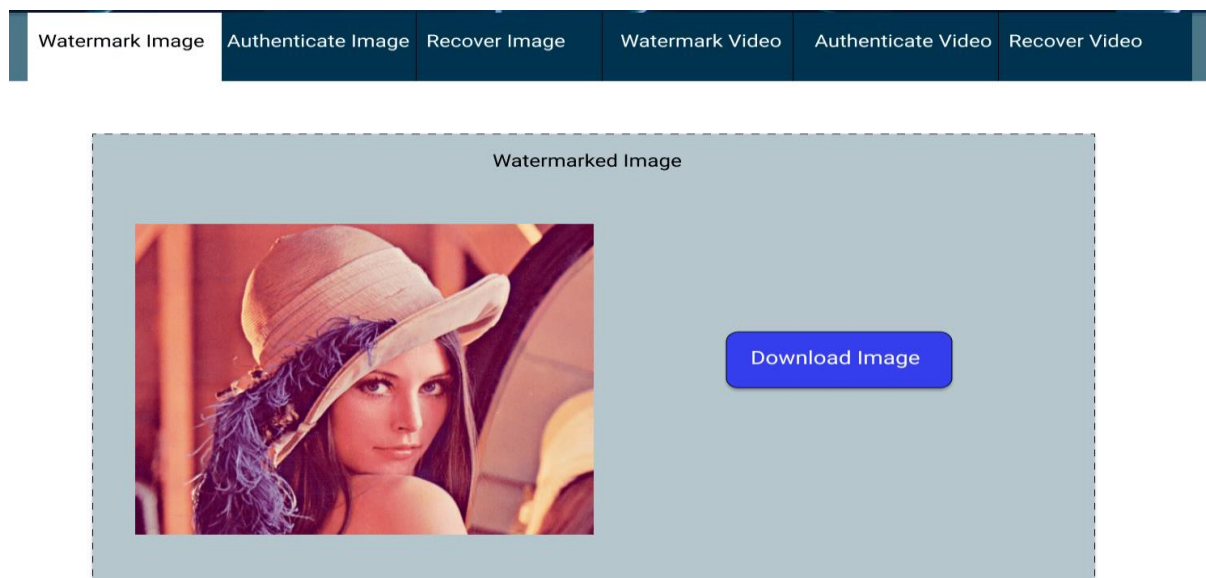 Watermark Image Authenticate Image Recover Image Watermark Video Authenticate Video Recover Video
Watermarked Image
Download Image